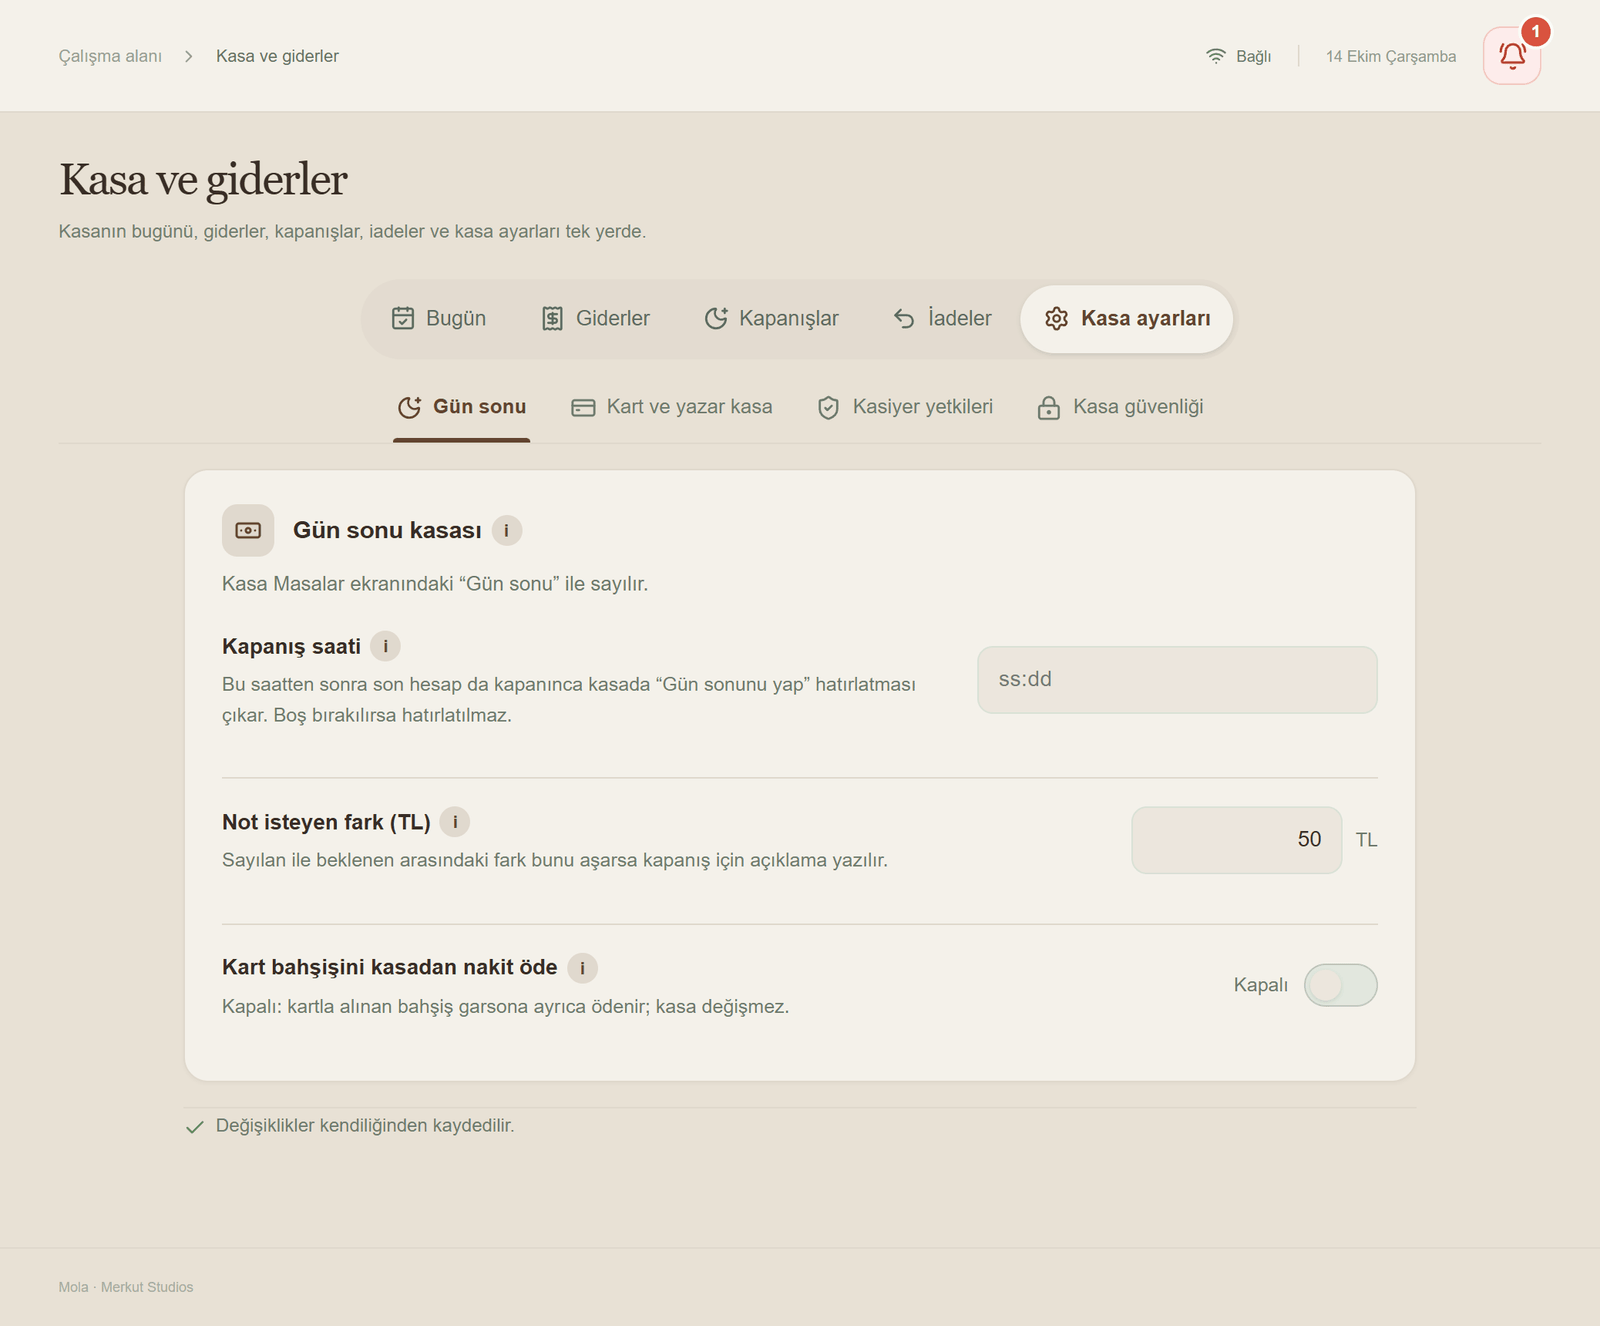 Çalışma alanı
Kasa ve giderler
Bağlı
14 Ekim Çarşamba
1
Kasa ve giderler
Kasanın bugünü, giderler, kapanışlar, iadeler ve kasa ayarları tek yerde.
Bugün
Giderler
Kapanışlar
İadeler
Kasa ayarları
Gün sonu
Kart ve yazar kasa
Kasiyer yetkileri
Kasa güvenliği
Gün sonu kasası i
Kasa Masalar ekranındaki “Gün sonu” ile sayılır.
Kapanış saati i
Bu saatten sonra son hesap da kapanınca kasada “Gün sonunu yap” hatırlatması
çıkar. Boş bırakılırsa hatırlatılmaz.
ss:dd
Not isteyen fark (TL) i
Sayılan ile beklenen arasındaki fark bunu aşarsa kapanış için açıklama yazılır.
50 TL
Kart bahşişini kasadan nakit öde i
Kapalı: kartla alınan bahşiş garsona ayrıca ödenir; kasa değişmez.
Kapalı
Değişiklikler kendiliğinden kaydedilir.
Mola · Merkut Studios